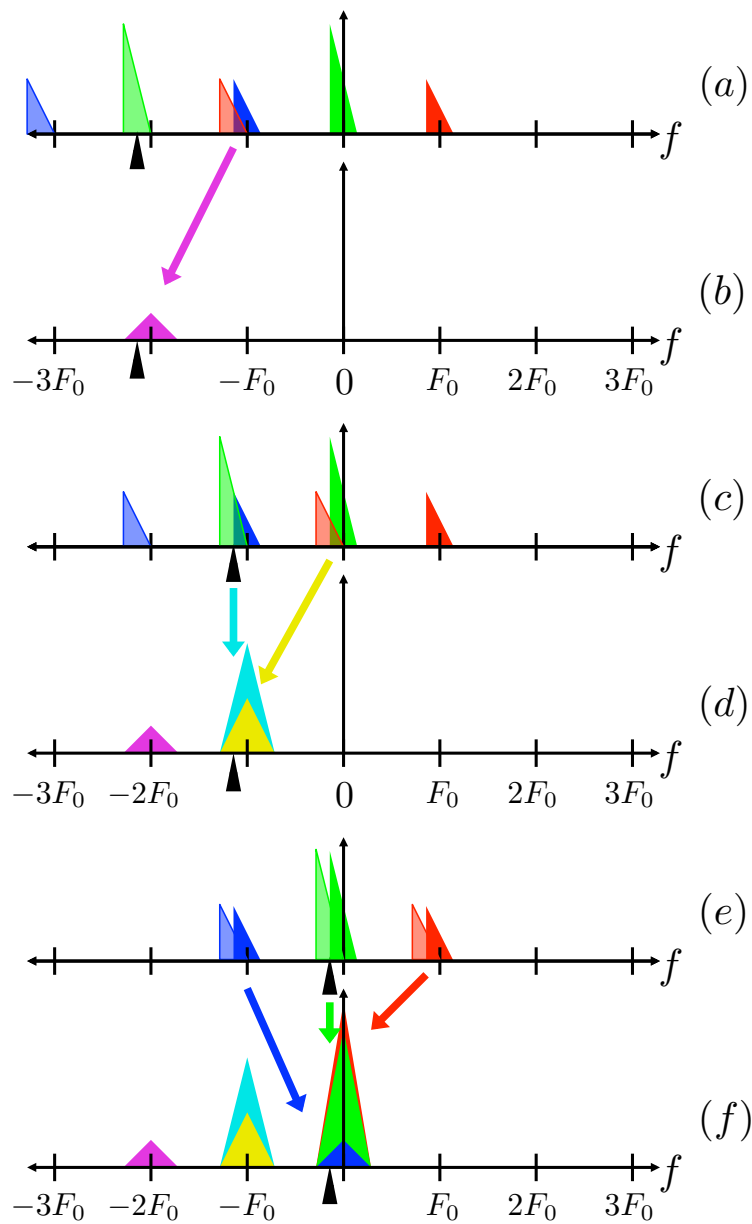 (a)
f
(b)
f
−3F₀ −F₀ 0 F₀ 2F₀ 3F₀
(c)
f
(d)
f
−3F₀ −2F₀ 0 F₀ 2F₀ 3F₀
(e)
f
(f)
f
−3F₀ −2F₀ −F₀ F₀ 2F₀ 3F₀